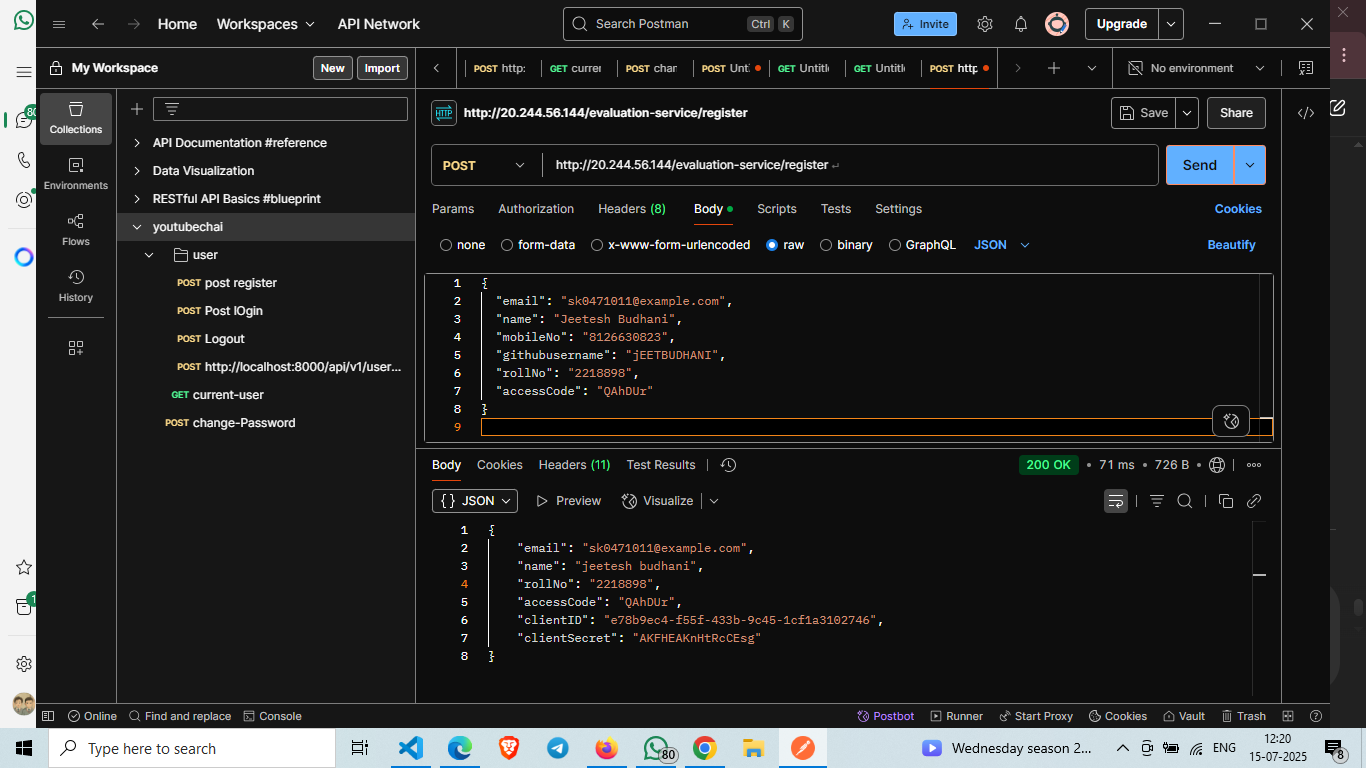 Home Workspaces API Network Search Postman Ctrl K Invite Upgrade
My Workspace New Import POST http: GET currer POST char POST Unti GET Untitle GET Untitle POST http No environment
80
Collections
Environments
Flows
History
API Documentation #reference
Data Visualization
RESTful API Basics #blueprint
youtubechai
user
POST post register
POST Post lOgin
POST Logout
POST http://localhost:8000/api/v1/user...
GET current-user
POST change-Password
HTTP http://20.244.56.144/evaluation-service/register Save Share
POST http://20.244.56.144/evaluation-service/register Send
Params Authorization Headers (8) Body Scripts Tests Settings Cookies
none form-data x-www-form-urlencoded raw binary GraphQL JSON Beautify
1 {
2 "email": "sk0471011@example.com",
3 "name": "Jeetesh Budhani",
4 "mobileNo": "8126630823",
5 "githubusername": "jEETBUDHANI",
6 "rollNo": "2218898",
7 "accessCode": "QAhDUr"
8 }
9
Body Cookies Headers (11) Test Results 200 OK • 71 ms • 726 B •
{} JSON Preview Visualize
1 {
2 "email": "sk0471011@example.com",
3 "name": "jeetesh budhani",
4 "rollNo": "2218898",
5 "accessCode": "QAhDUr",
6 "clientID": "e78b9ec4-f55f-433b-9c45-1cf1a3102746",
7 "clientSecret": "AKFHEAKnHtRcCEsg"
8 }
1
Online Find and replace Console Postbot Runner Start Proxy Cookies Vault Trash
Type here to search 80 Wednesday season 2... ENG 12:20 15-07-2025 8